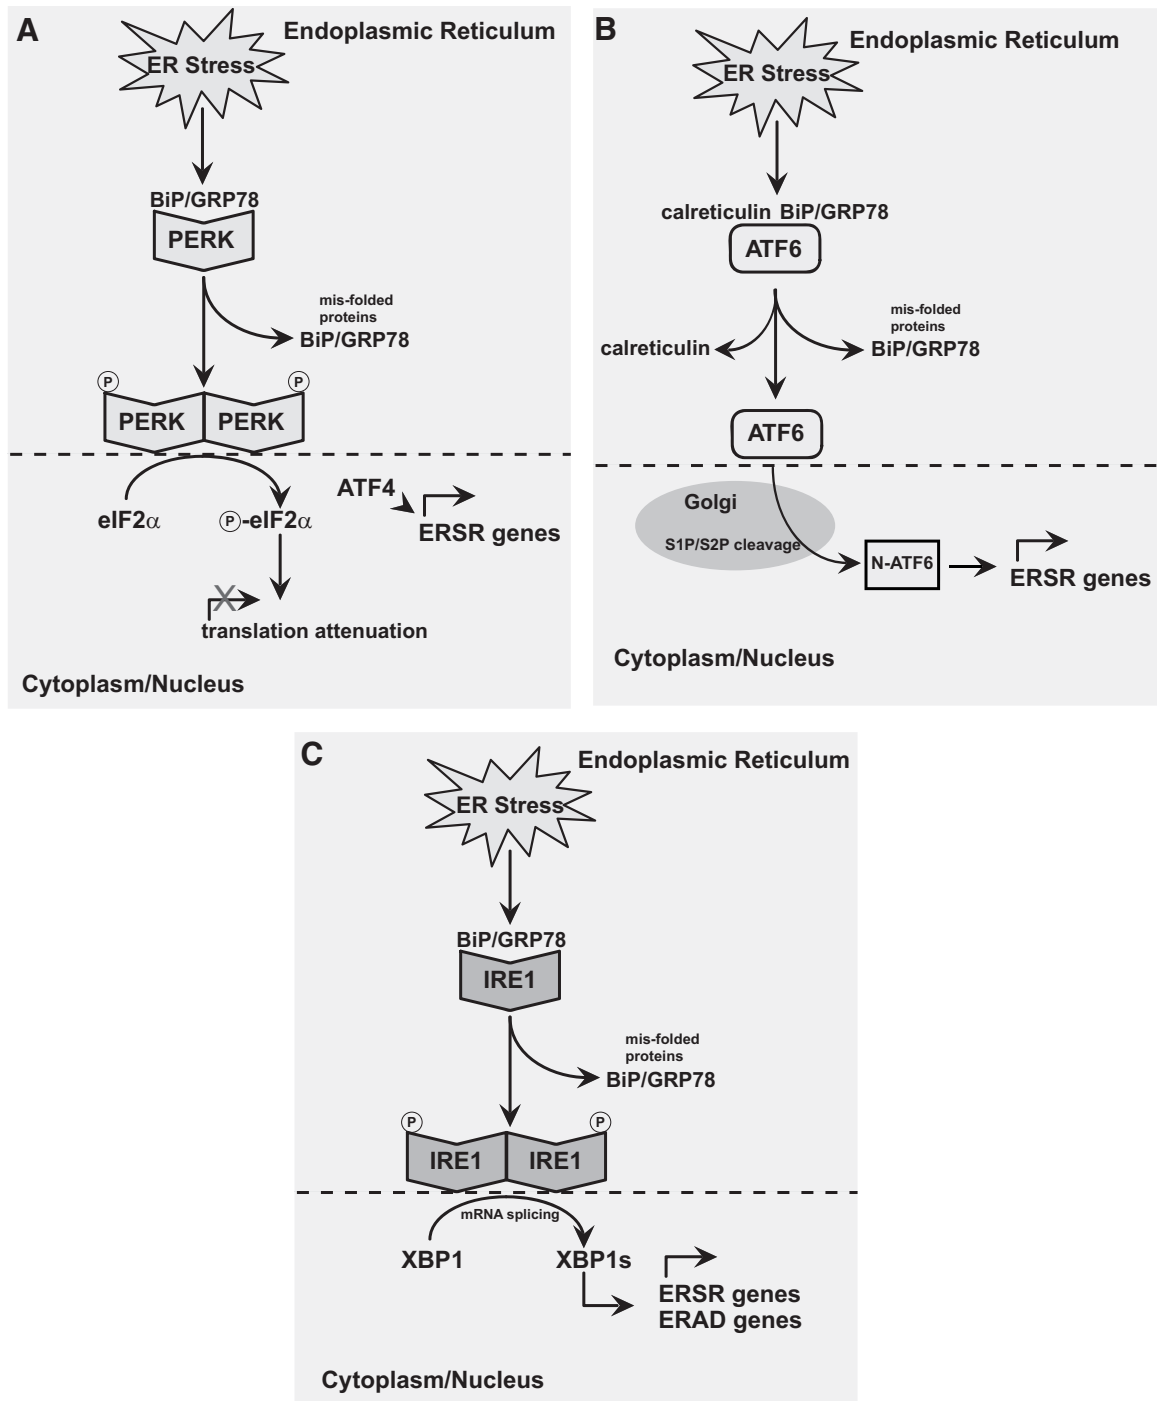 A
Endoplasmic Reticulum
ER Stress
BiP/GRP78
PERK
mis-folded
proteins
BiP/GRP78
P
P
PERK
PERK
eIF2α
P-eIF2α
ATF4
ERSR genes
X
translation attenuation
Cytoplasm/Nucleus
B
Endoplasmic Reticulum
ER Stress
calreticulin BiP/GRP78
ATF6
mis-folded
proteins
calreticulin
BiP/GRP78
ATF6
Golgi
S1P/S2P cleavage
N-ATF6
ERSR genes
Cytoplasm/Nucleus
C
Endoplasmic Reticulum
ER Stress
BiP/GRP78
IRE1
mis-folded
proteins
BiP/GRP78
P
P
IRE1
IRE1
mRNA splicing
XBP1
XBP1s
ERSR genes
ERAD genes
Cytoplasm/Nucleus